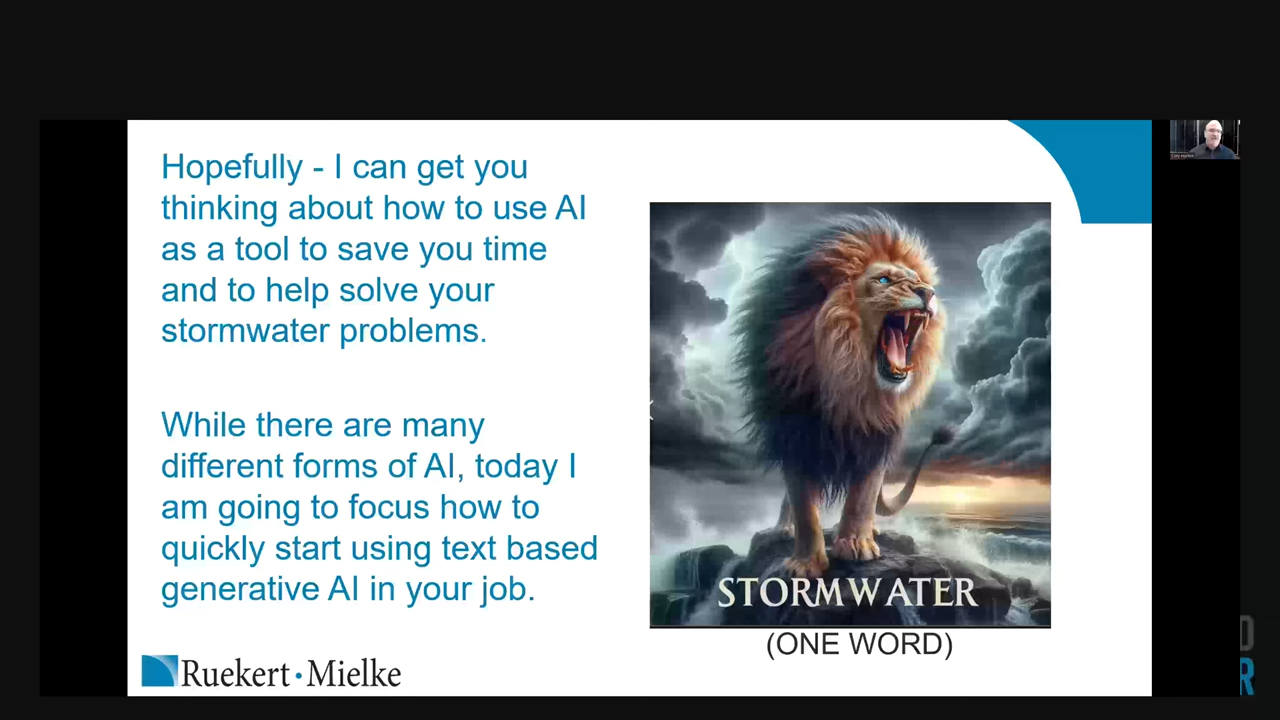 Hopefully - I can get you
thinking about how to use AI
as a tool to save you time
and to help solve your
stormwater problems.
While there are many
different forms of AI, today I
am going to focus how to
quickly start using text based
generative AI in your job.
STORMWATER
(ONE WORD)
Ruekert·Mielke